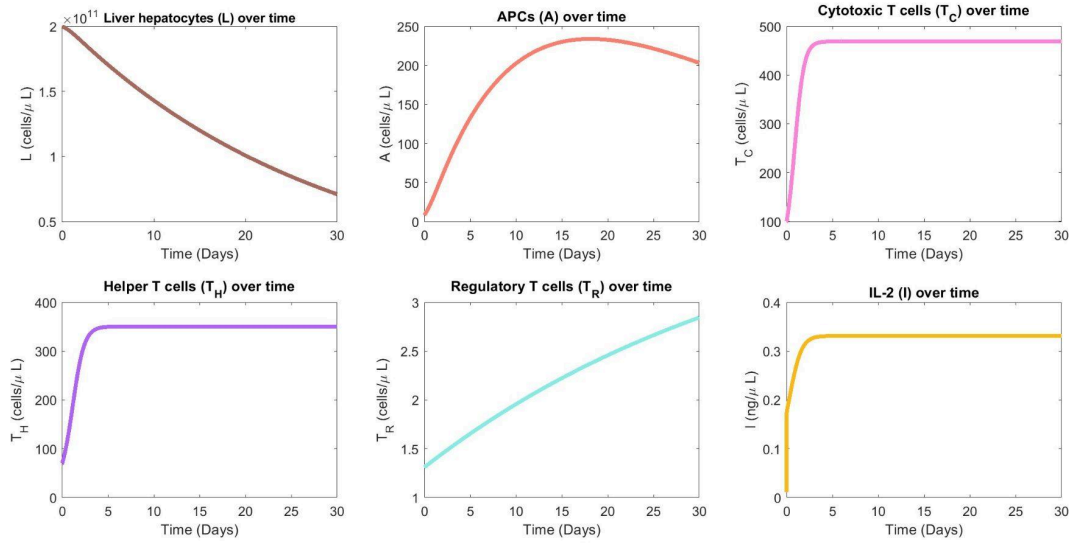 Liver hepatocytes (L) over time
× 10^11
2
1.5
1
0.5
L (cells/μ L)
0 10 20 30
Time (Days)
APCs (A) over time
250
200
150
100
50
0
A (cells/μ L)
0 5 10 15 20 25 30
Time (Days)
Cytotoxic T cells (T_C) over time
500
400
300
200
100
T_C (cells/μ L)
0 5 10 15 20 25 30
Time (Days)
Helper T cells (T_H) over time
400
300
200
100
0
T_H (cells/μ L)
0 5 10 15 20 25 30
Time (Days)
Regulatory T cells (T_R) over time
3
2.5
2
1.5
1
T_R (cells/μ L)
0 5 10 15 20 25 30
Time (Days)
IL-2 (I) over time
0.4
0.3
0.2
0.1
0
I (ng/μ L)
0 5 10 15 20 25 30
Time (Days)